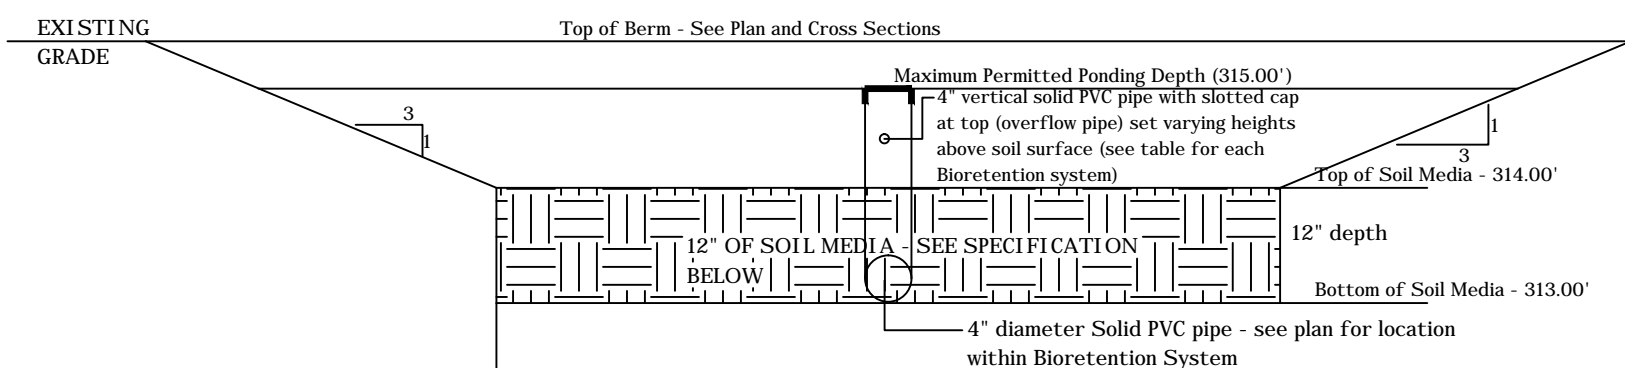 EXISTING
GRADE
Top of Berm - See Plan and Cross Sections
Maximum Permitted Ponding Depth (315.00')
4" vertical solid PVC pipe with slotted cap
at top (overflow pipe) set varying heights
above soil surface (see table for each
Bioretention system)
3
1
1
3
Top of Soil Media - 314.00'
12" OF SOIL MEDIA - SEE SPECIFICATION
BELOW
12" depth
Bottom of Soil Media - 313.00'
4" diameter Solid PVC pipe - see plan for location
within Bioretention System